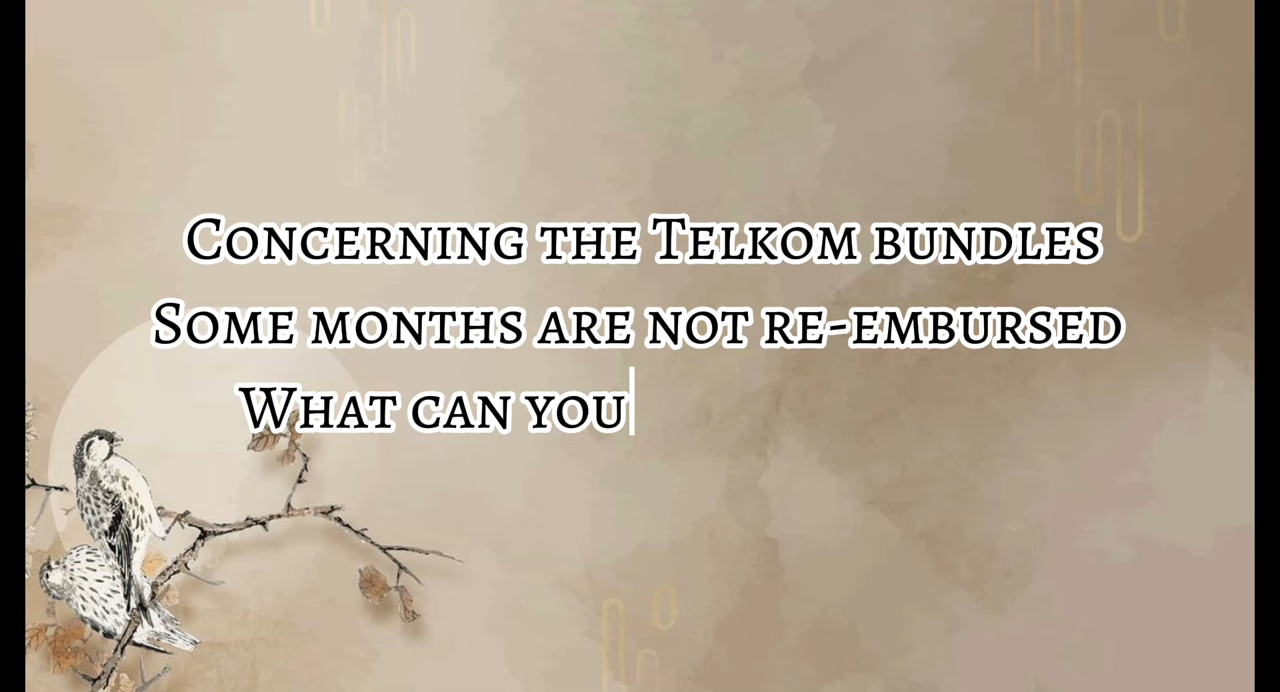 Concerning the Telkom bundles
Some months are not re-embursed
What can you